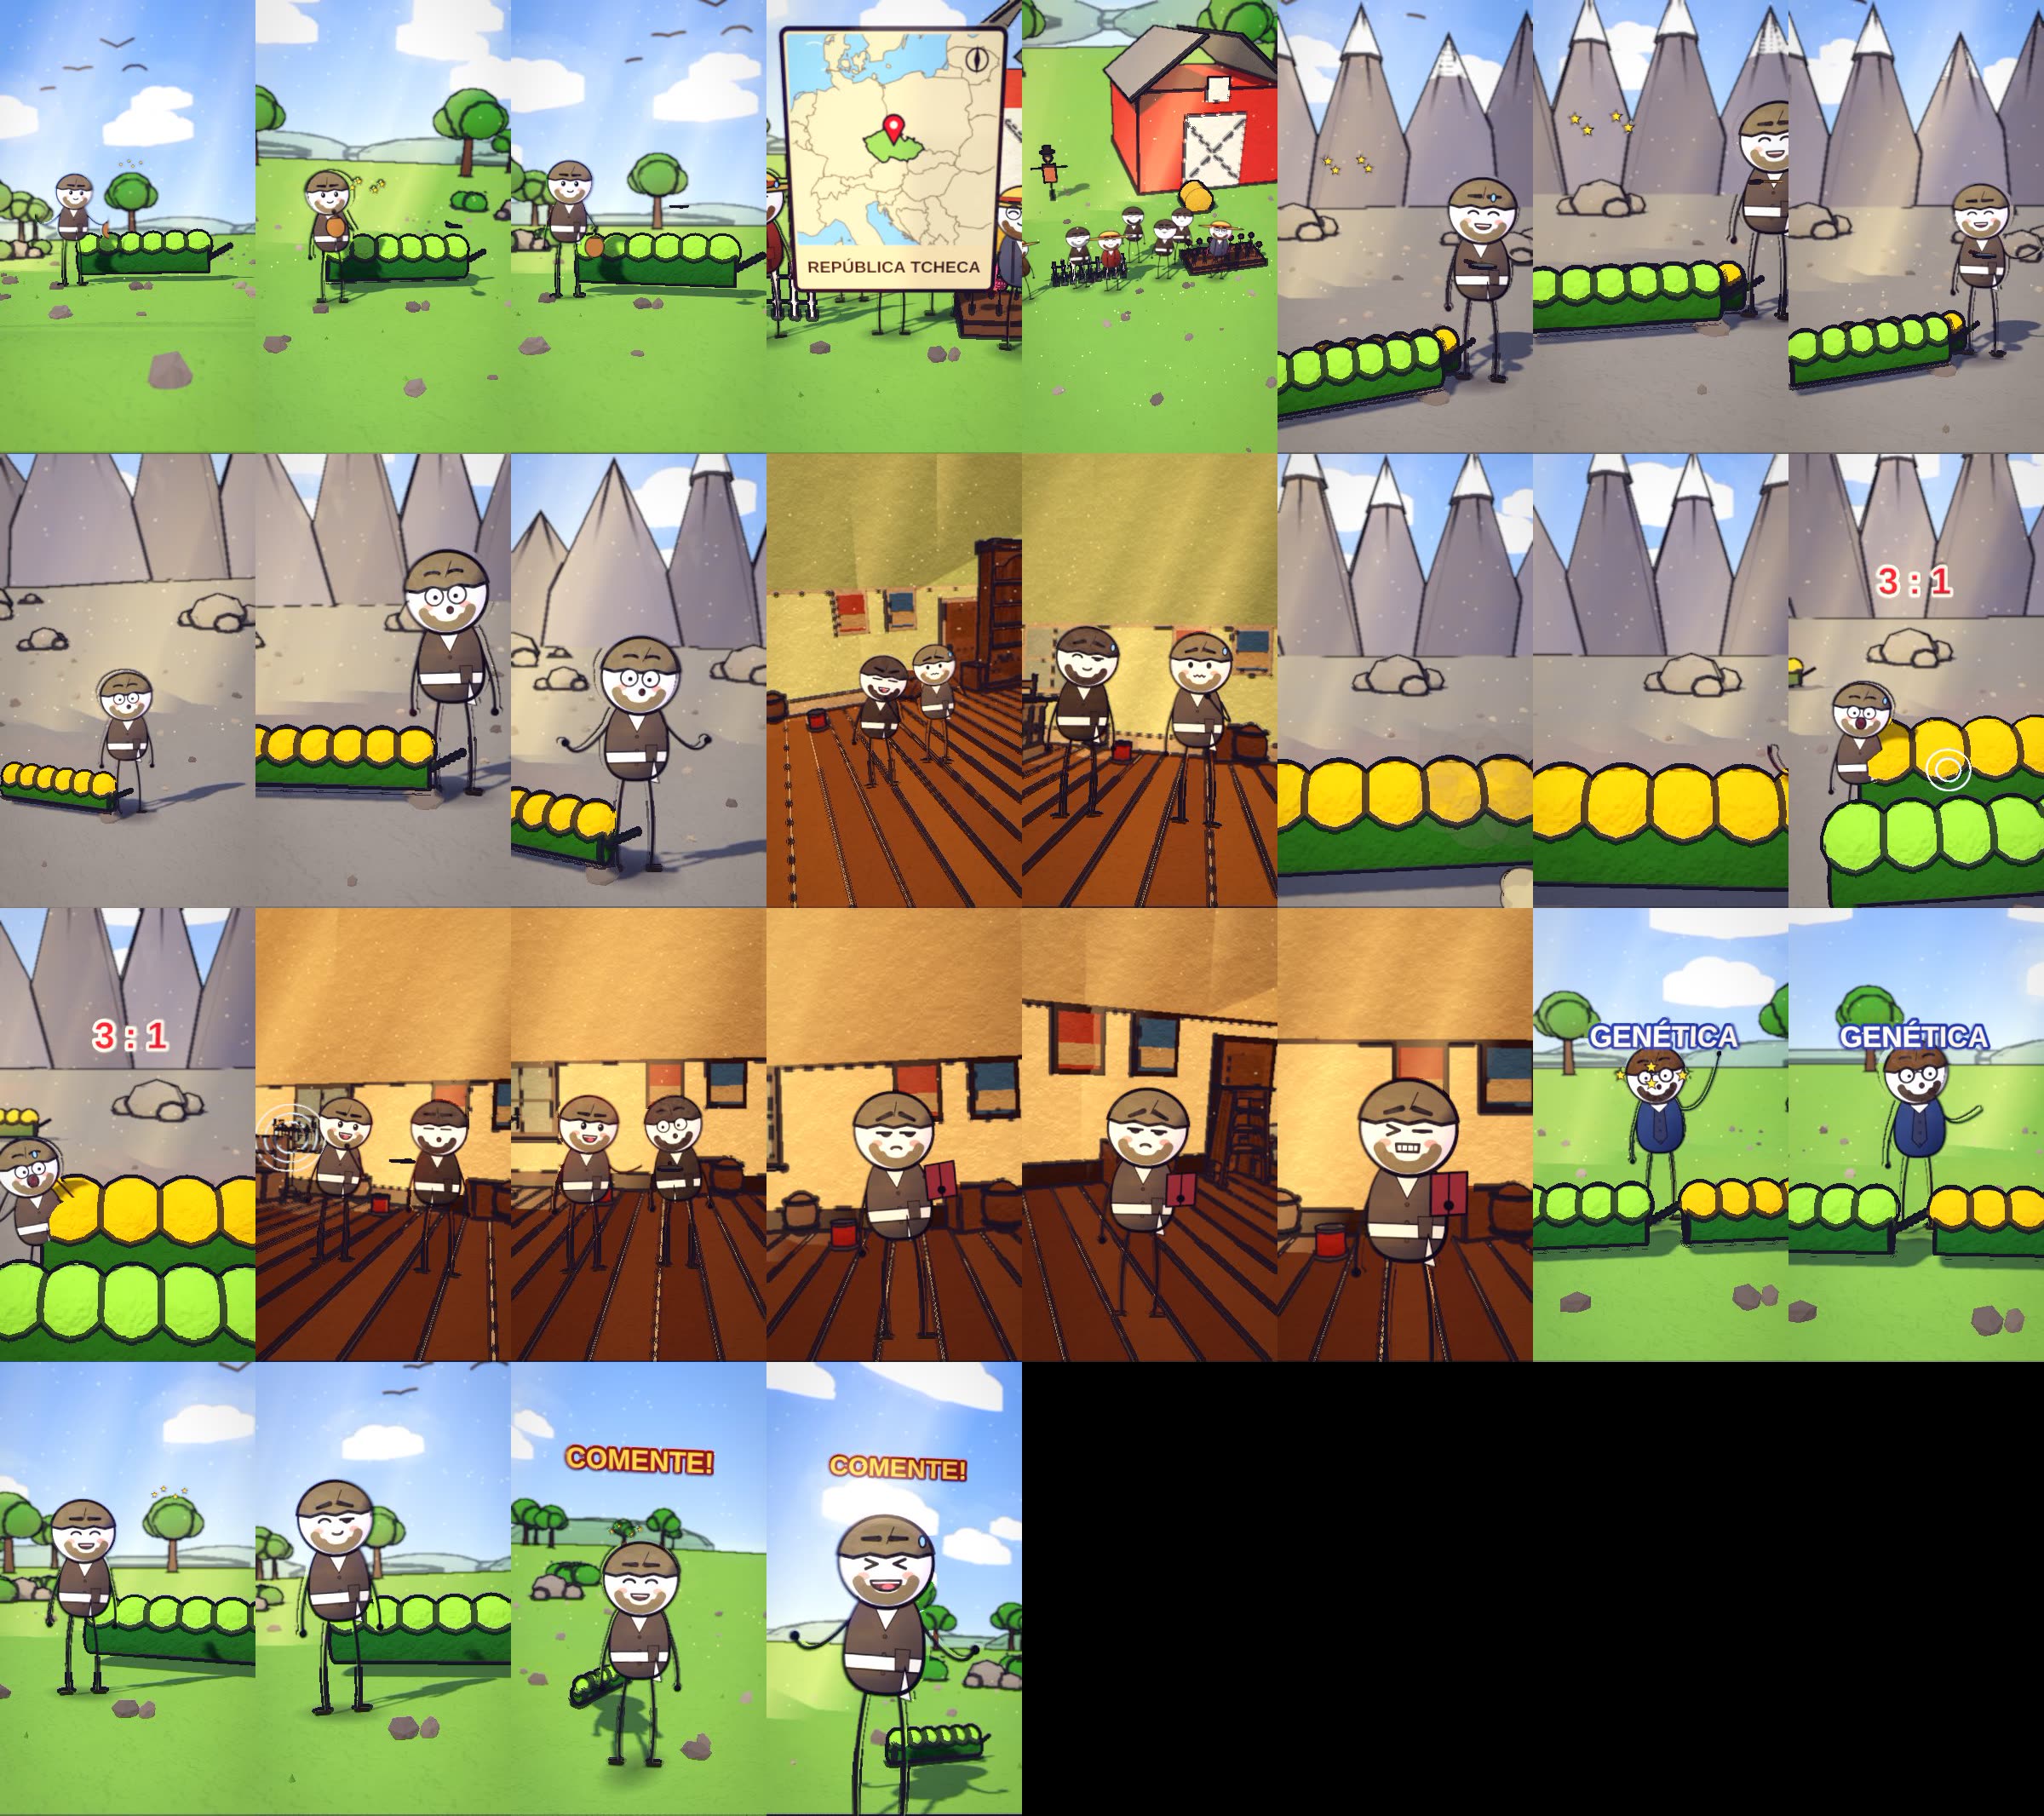 REPÚBLICA TCHECA
3 : 1
3 : 1
GENÉTICA
GENÉTICA
COMENTE!
COMENTE!